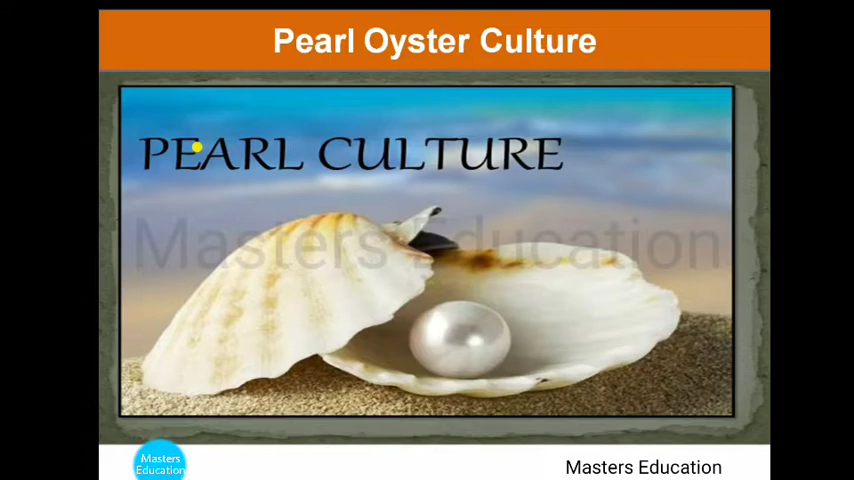 Pearl Oyster Culture
PEARL CULTURE
Masters Education
Masters
Education
Masters Education